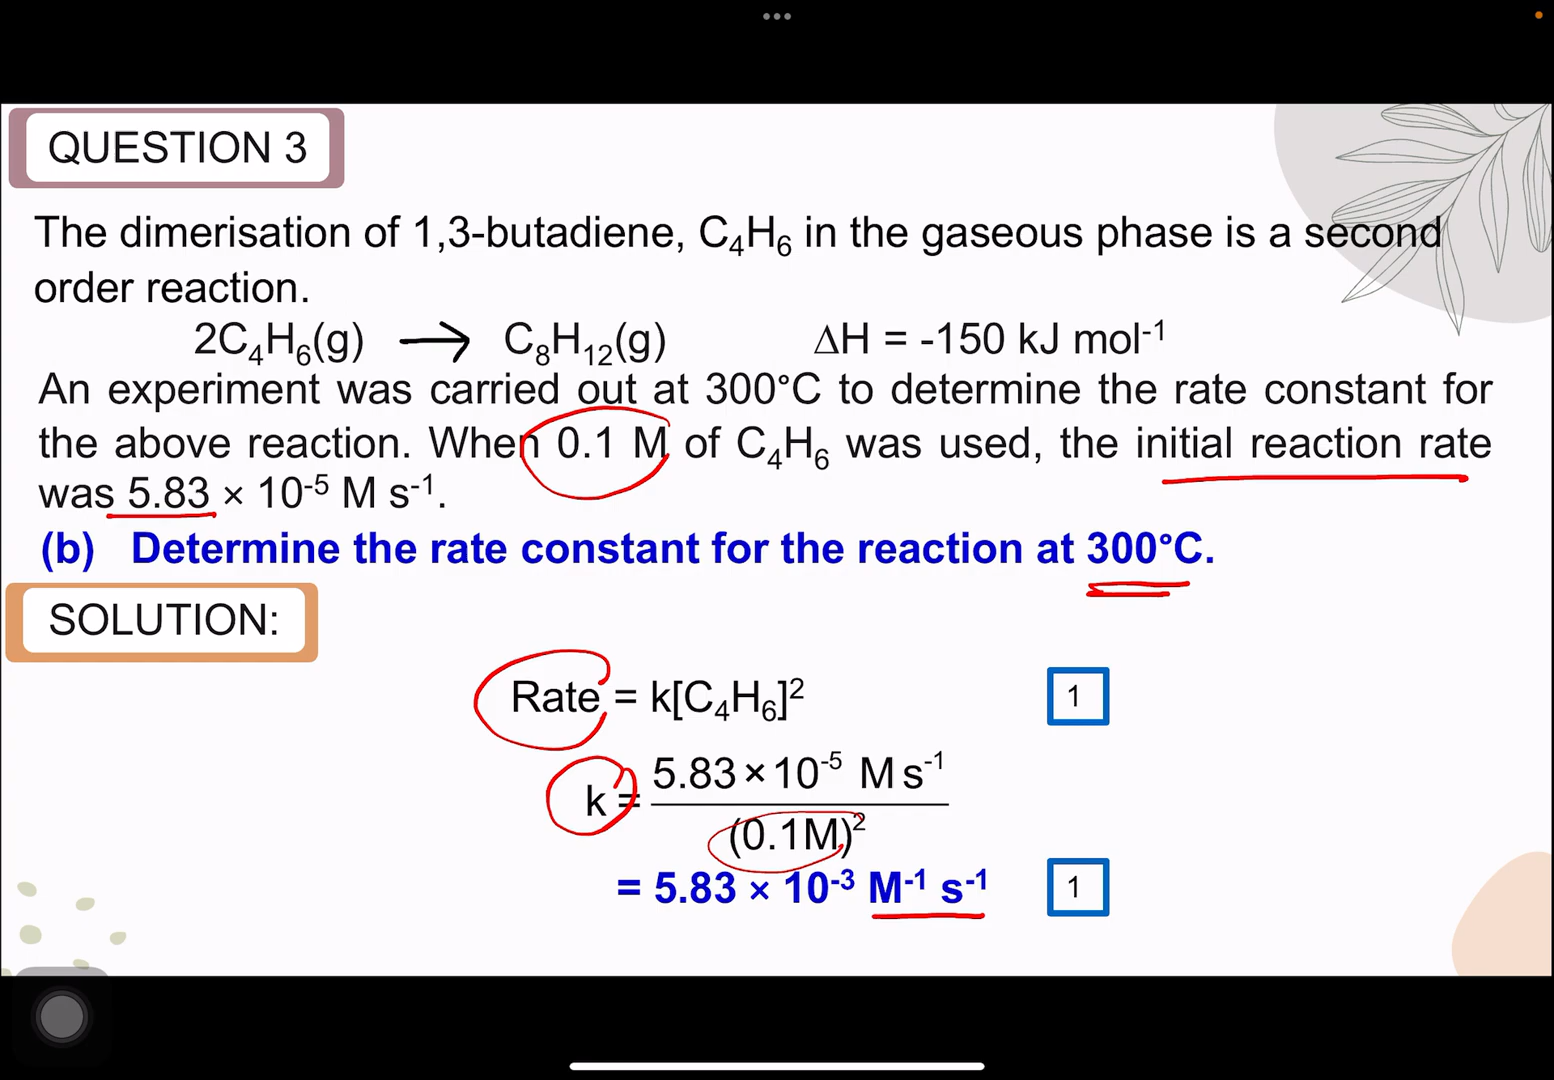 QUESTION 3
The dimerisation of 1,3-butadiene, C₄H₆ in the gaseous phase is a second
order reaction.
2C₄H₆(g) → C₈H₁₂(g) ΔH = -150 kJ mol⁻¹
An experiment was carried out at 300°C to determine the rate constant for
the above reaction. When 0.1 M of C₄H₆ was used, the initial reaction rate
was 5.83 × 10⁻⁵ M s⁻¹.
(b) Determine the rate constant for the reaction at 300°C.
SOLUTION:
Rate = k[C₄H₆]² 1
k = 5.83 × 10⁻⁵ M s⁻¹
(0.1M)²
= 5.83 × 10⁻³ M⁻¹ s⁻¹ 1